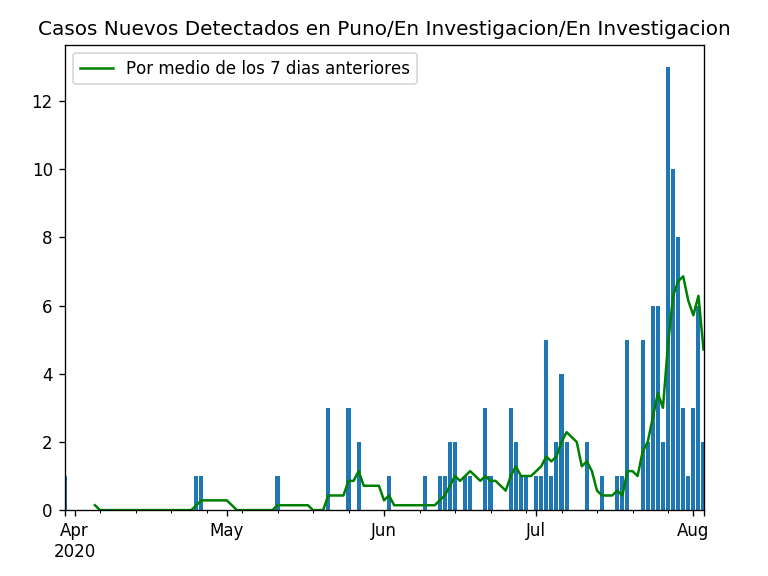 Casos Nuevos Detectados en Puno/En Investigacion/En Investigacion
Por medio de los 7 dias anteriores
12
10
8
6
4
2
0
Apr May Jun Jul Aug
2020